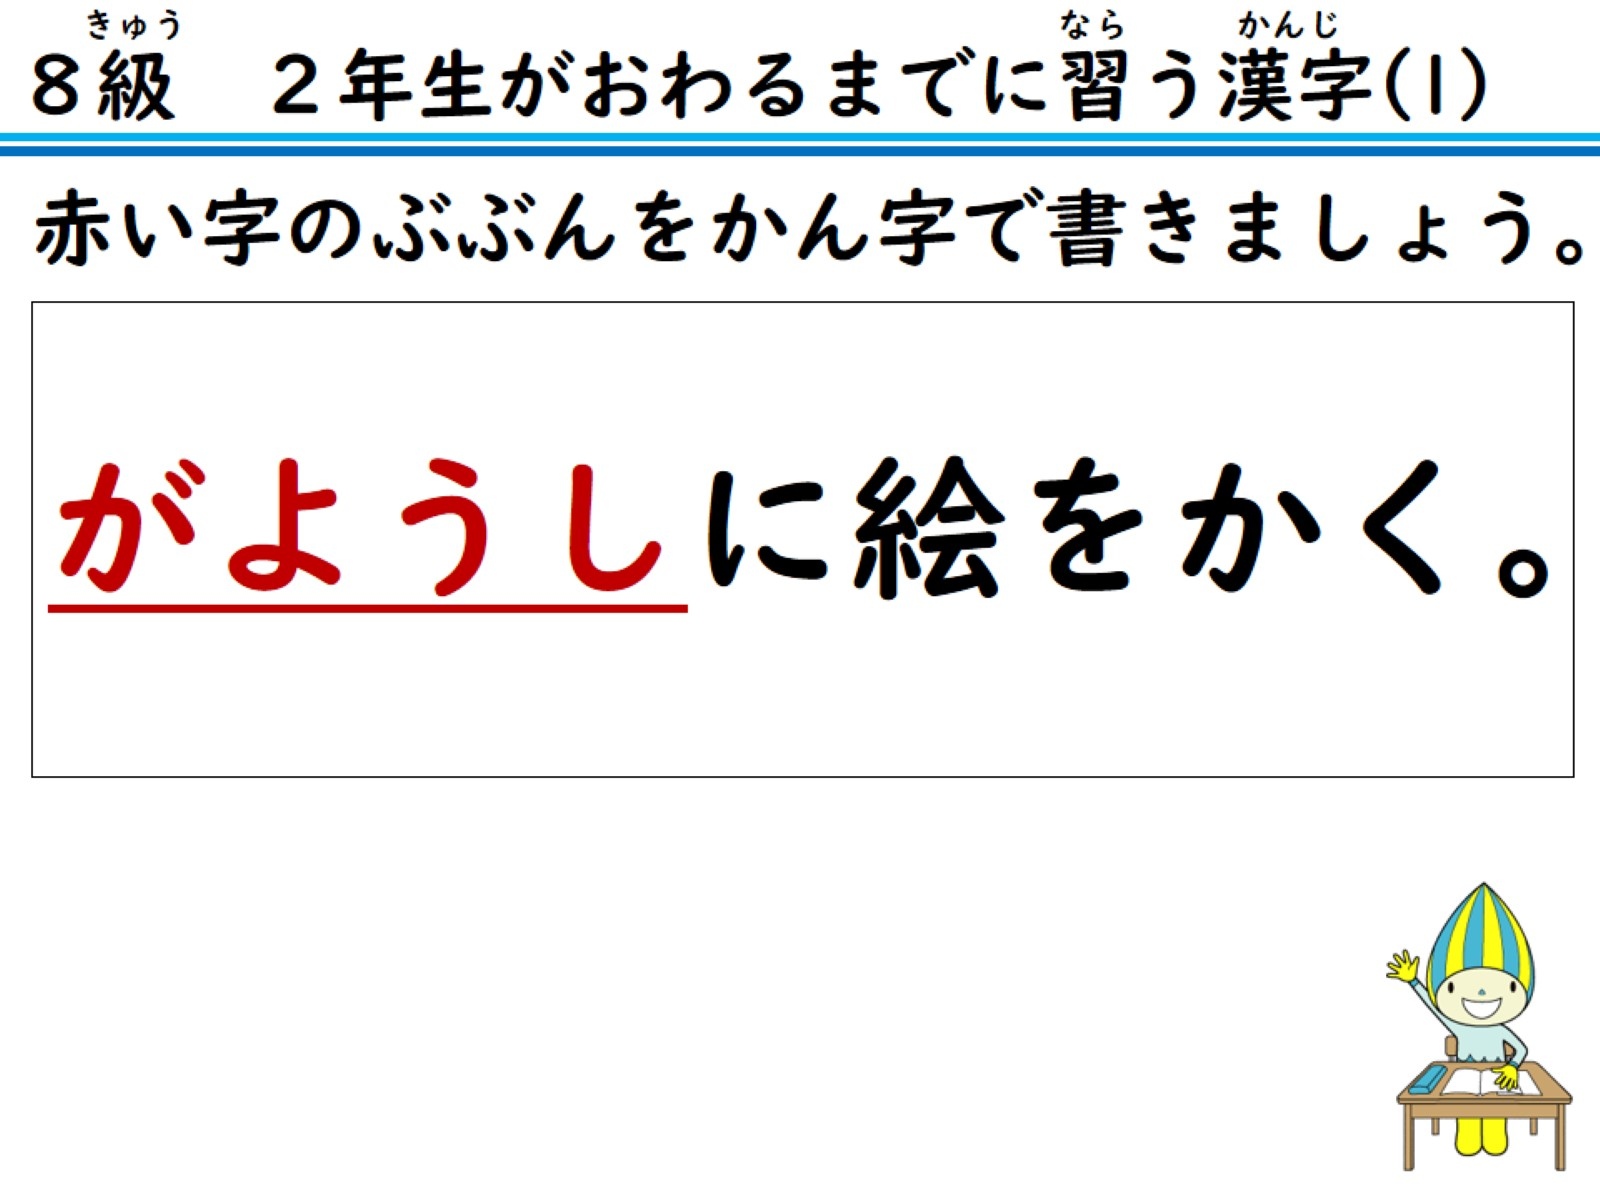 きゅう なら かんじ
８級　２年生がおわるまでに習う漢字(1)
赤い字のぶぶんをかん字で書きましょう。
がようしに絵をかく。